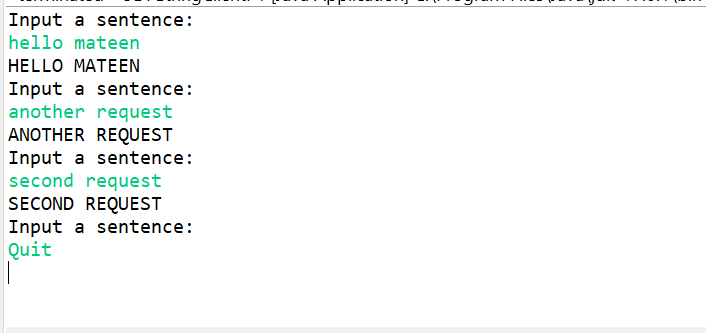 Input a sentence:
hello mateen
HELLO MATEEN
Input a sentence:
another request
ANOTHER REQUEST
Input a sentence:
second request
SECOND REQUEST
Input a sentence:
Quit